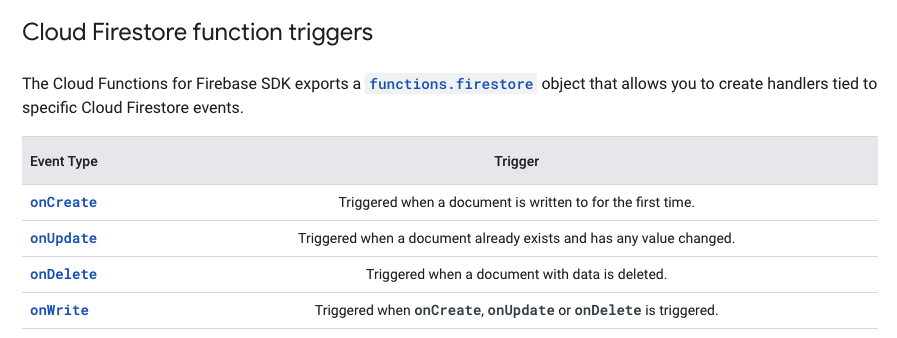 Cloud Firestore function triggers
The Cloud Functions for Firebase SDK exports a functions.firestore object that allows you to create handlers tied to
specific Cloud Firestore events.
Event Type Trigger
onCreate Triggered when a document is written to for the first time.
onUpdate Triggered when a document already exists and has any value changed.
onDelete Triggered when a document with data is deleted.
onWrite Triggered when onCreate, onUpdate or onDelete is triggered.